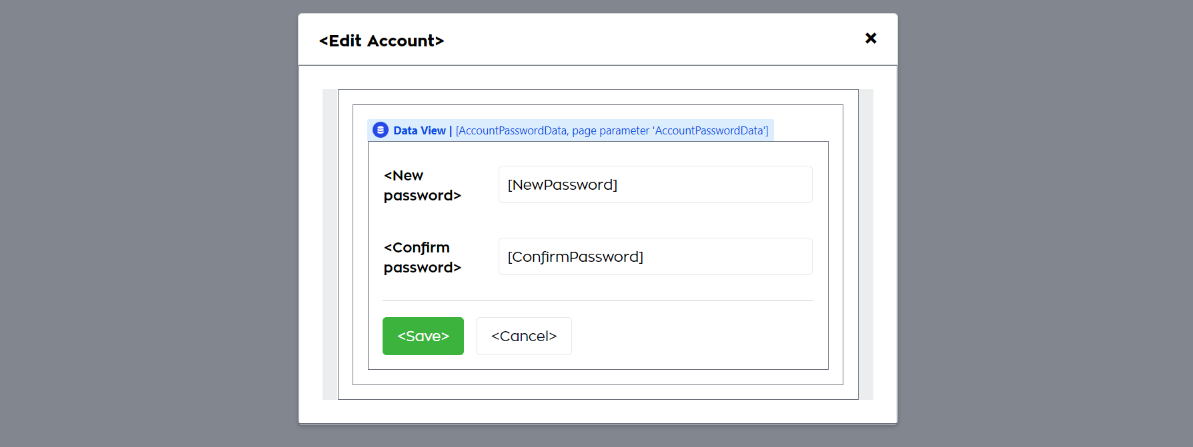 <Edit Account>
×
Data View | [AccountPasswordData, page parameter 'AccountPasswordData']
<New
password>
[NewPassword]
<Confirm
password>
[ConfirmPassword]
<Save>
<Cancel>